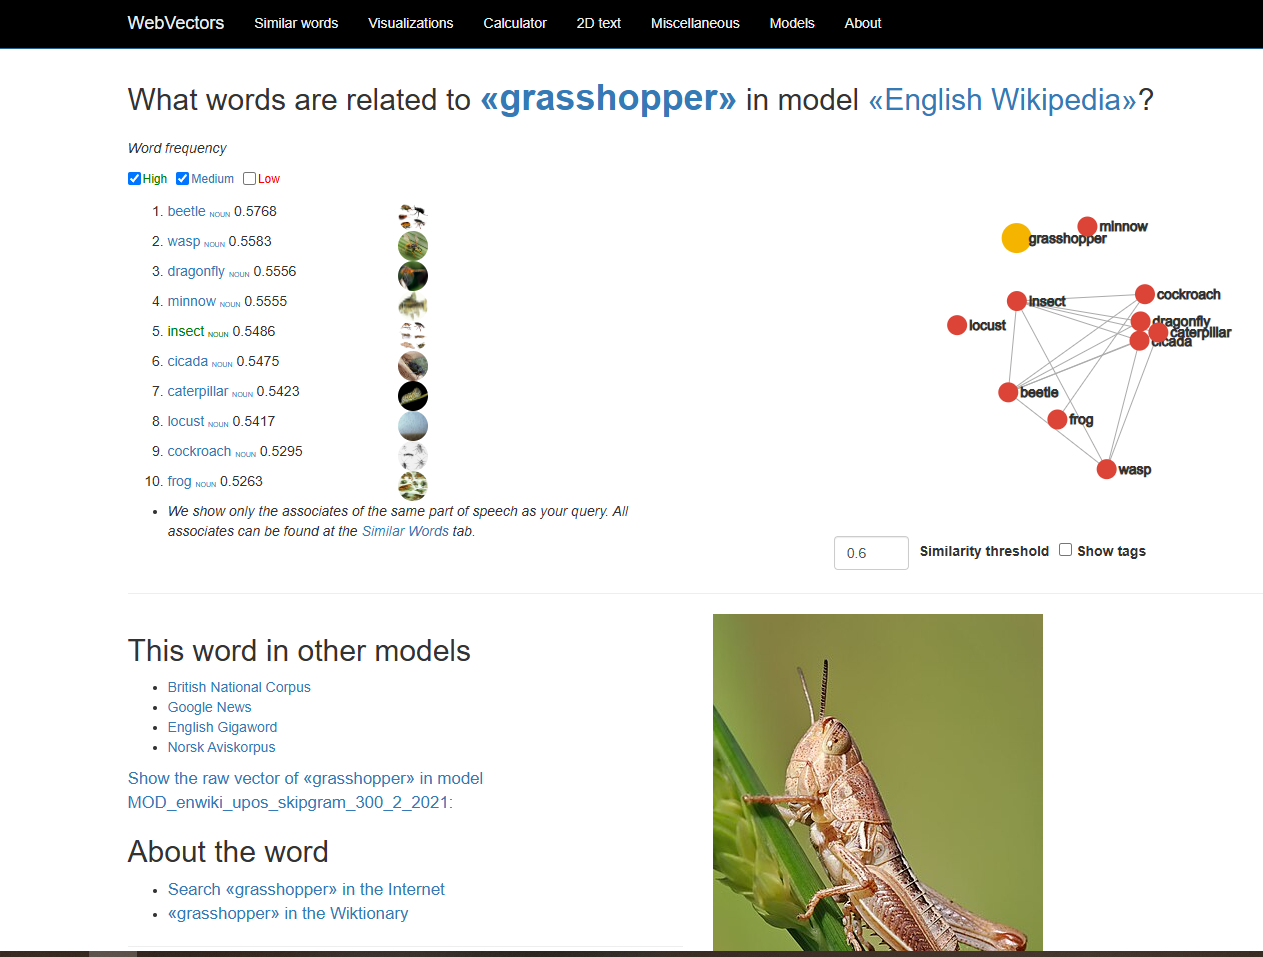 WebVectors Similar words Visualizations Calculator 2D text Miscellaneous Models About
What words are related to «grasshopper» in model «English Wikipedia»?
Word frequency
High Medium Low
1. beetle NOUN 0.5768
2. wasp NOUN 0.5583
3. dragonfly NOUN 0.5556
4. minnow NOUN 0.5555
5. insect NOUN 0.5486
6. cicada NOUN 0.5475
7. caterpillar NOUN 0.5423
8. locust NOUN 0.5417
9. cockroach NOUN 0.5295
10. frog NOUN 0.5263
• We show only the associates of the same part of speech as your query. All
associates can be found at the Similar Words tab.
minnow
grasshopper
cockroach
insect
dragonfly
locust
caterpillar
cicada
beetle
frog
wasp
0.6 Similarity threshold Show tags
This word in other models
• British National Corpus
• Google News
• English Gigaword
• Norsk Aviskorpus
Show the raw vector of «grasshopper» in model
MOD_enwiki_upos_skipgram_300_2_2021:
About the word
• Search «grasshopper» in the Internet
• «grasshopper» in the Wiktionary